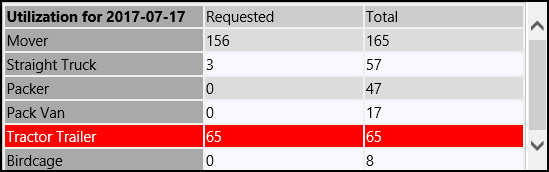 Utilization for 2017-07-17 Requested Total
Mover 156 165
Straight Truck 3 57
Packer 0 47
Pack Van 0 17
Tractor Trailer 65 65
Birdcage 0 8